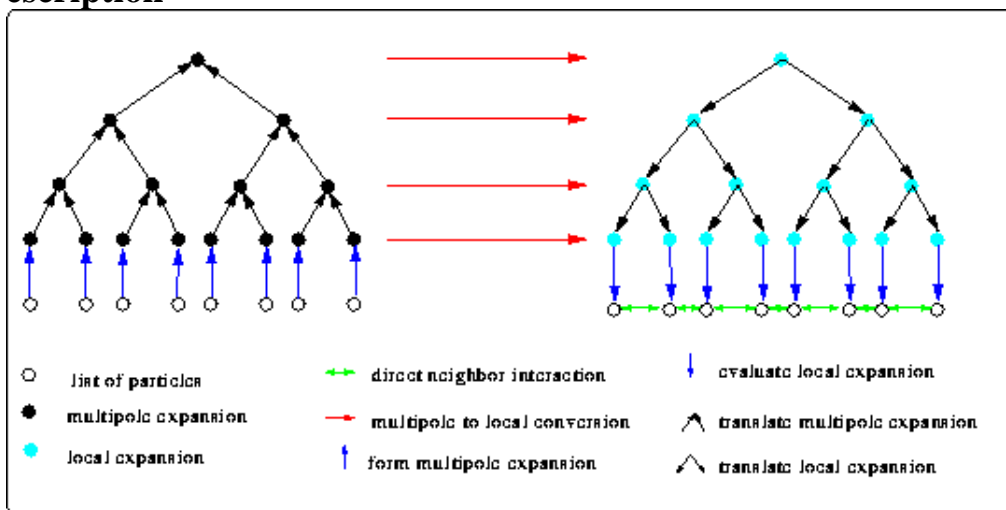 escription
list of particles
multipole expansion
local expansion
direct neighbor interaction
multipole to local conversion
form multipole expansion
evaluate local expansion
translate multipole expansion
translate local expansion